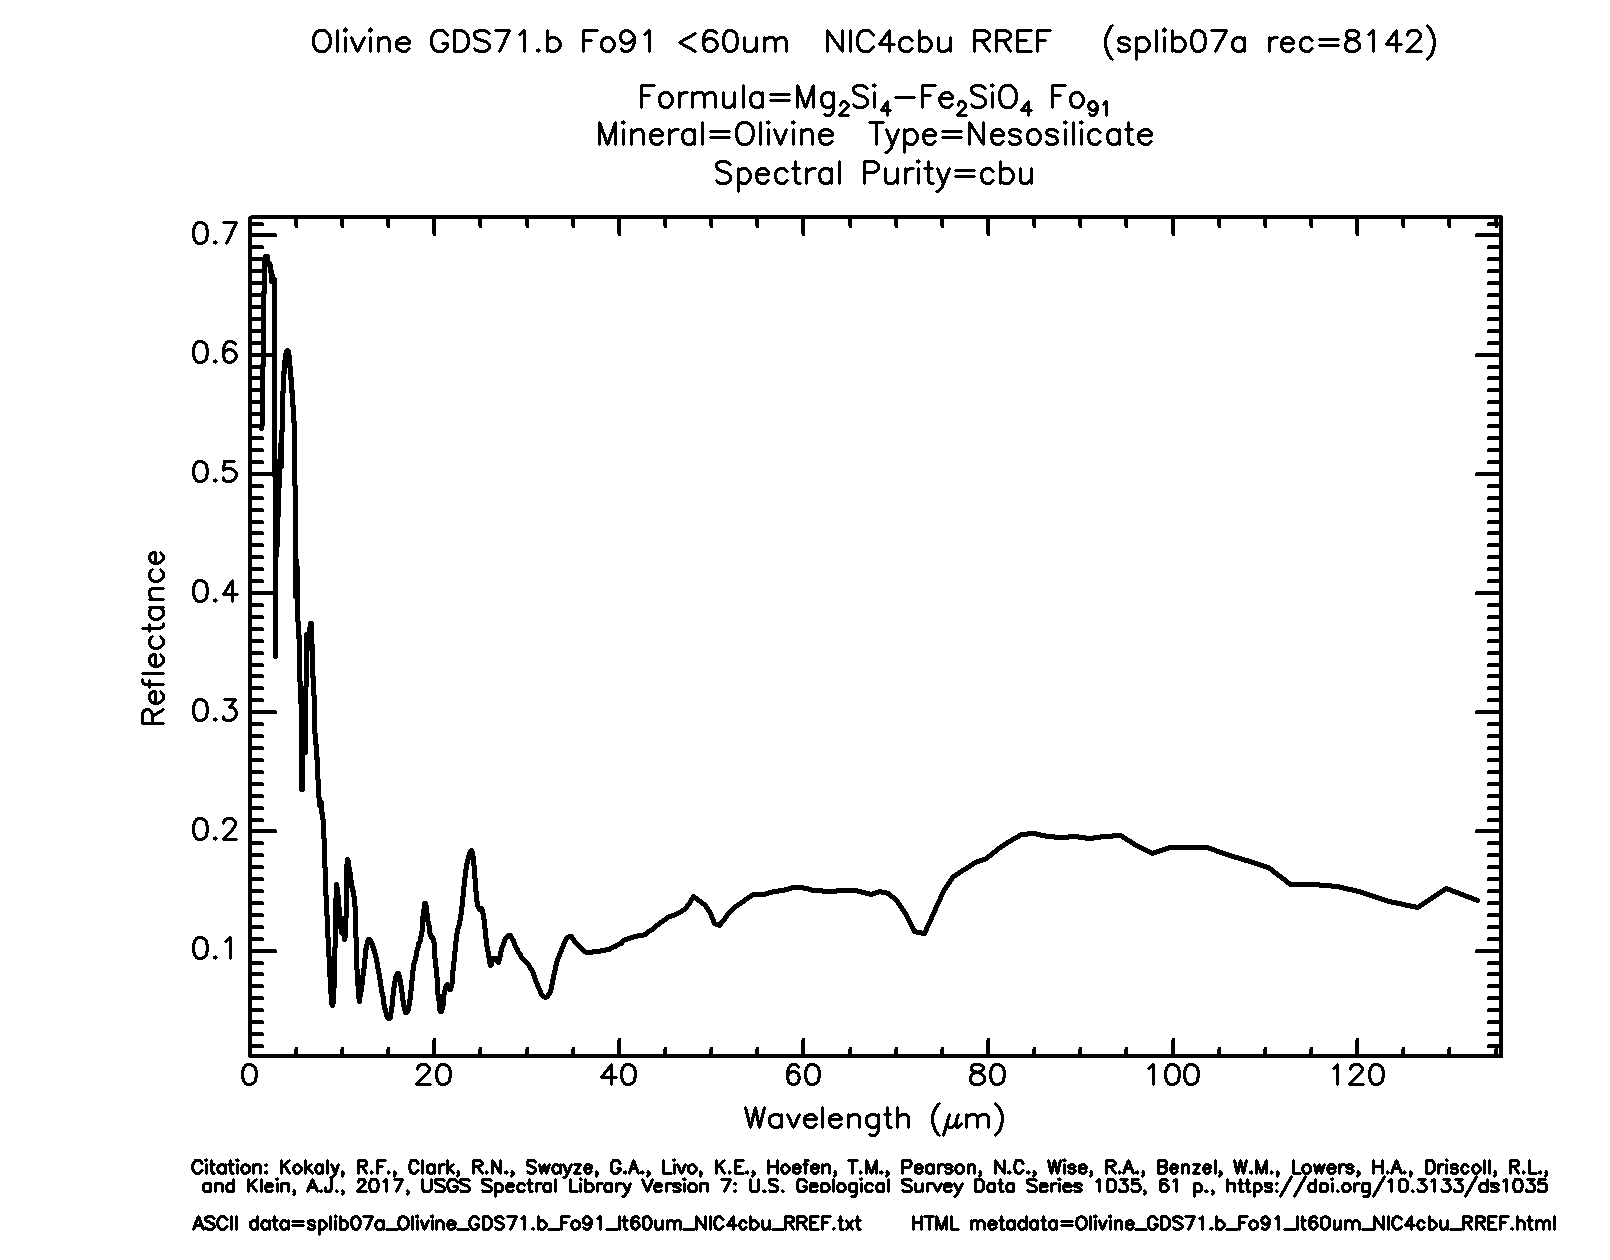 Olivine GDS71.b Fo91 <60um NIC4cbu RREF (splib07a rec=8142)
Formula=Mg₂Si₄−Fe₂SiO₄ Fo₉₁
Mineral=Olivine Type=Nesosilicate
Spectral Purity=cbu
0.7
0.6
0.5
0.4
0.3
0.2
0.1
Reflectance
0 20 40 60 80 100 120
Wavelength (μm)
Citation: Kokaly, R.F., Clark, R.N., Swayze, G.A., Livo, K.E., Hoefen, T.M., Pearson, N.C., Wise, R.A., Benzel, W.M., Lowers, H.A., Driscoll, R.L.,
and Klein, A.J., 2017, USGS Spectral Library Version 7: U.S. Geological Survey Data Series 1035, 61 p., https://doi.org/10.3133/ds1035
ASCII data=splib07a_Olivine_GDS71.b_Fo91_lt60um_NIC4cbu_RREF.txt HTML metadata=Olivine_GDS71.b_Fo91_lt60um_NIC4cbu_RREF.html